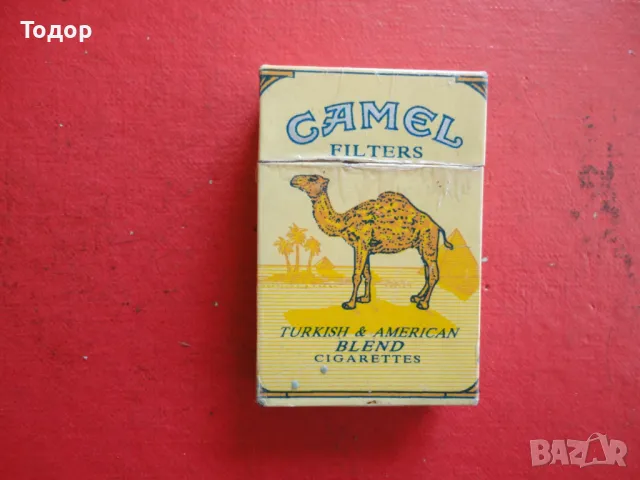 Тодор
CAMEL
FILTERS
TURKISH & AMERICAN
BLEND
CIGARETTES
BAZAR